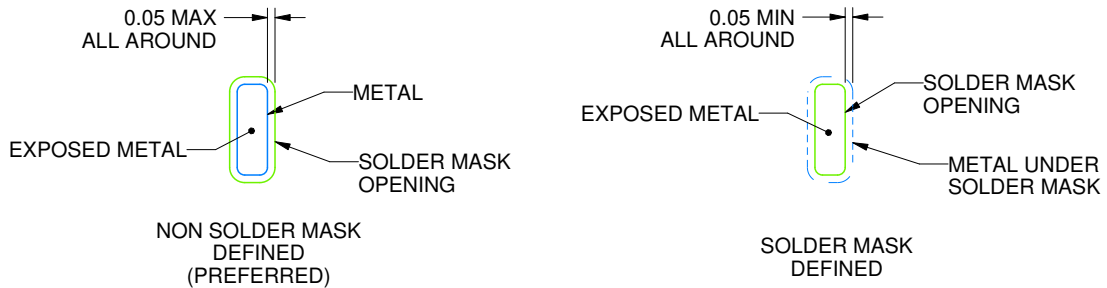 0.05 MAX
ALL AROUND
METAL
EXPOSED METAL
SOLDER MASK
OPENING
NON SOLDER MASK
DEFINED
(PREFERRED)
0.05 MIN
ALL AROUND
SOLDER MASK
OPENING
EXPOSED METAL
METAL UNDER
SOLDER MASK
SOLDER MASK
DEFINED